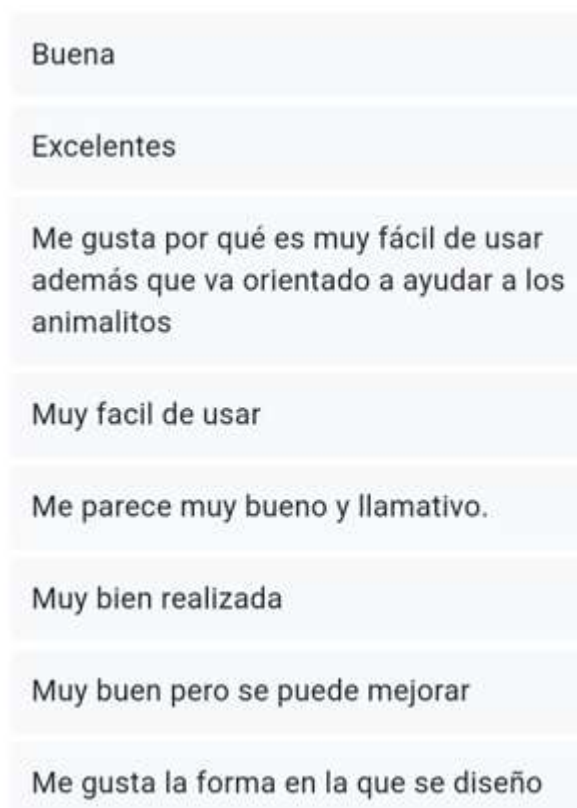 Buena
Excelentes
Me gusta por qué es muy fácil de usar
además que va orientado a ayudar a los
animalitos
Muy facil de usar
Me parece muy bueno y llamativo.
Muy bien realizada
Muy buen pero se puede mejorar
Me gusta la forma en la que se diseño